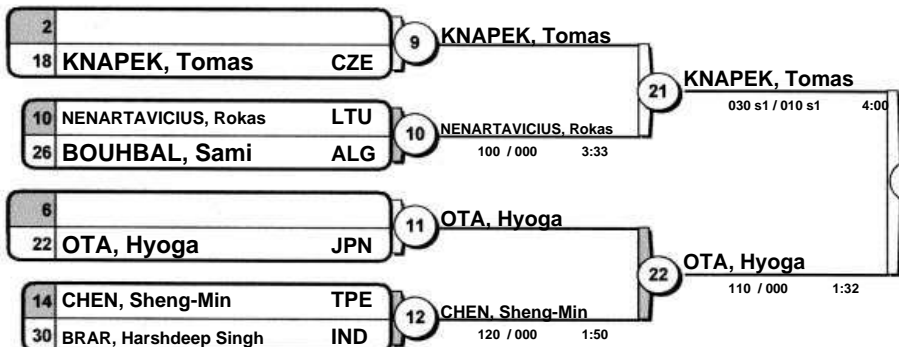 2
18 KNAPEK, Tomas CZE
9
KNAPEK, Tomas
10 NENARTAVICIUS, Rokas LTU
26 BOUHBAL, Sami ALG
10
NENARTAVICIUS, Rokas
100 / 000 3:33
21
KNAPEK, Tomas
030 s1 / 010 s1 4:00
6
22 OTA, Hyoga JPN
11
OTA, Hyoga
14 CHEN, Sheng-Min TPE
30 BRAR, Harshdeep Singh IND
12
CHEN, Sheng-Min
120 / 000 1:50
22
OTA, Hyoga
110 / 000 1:32